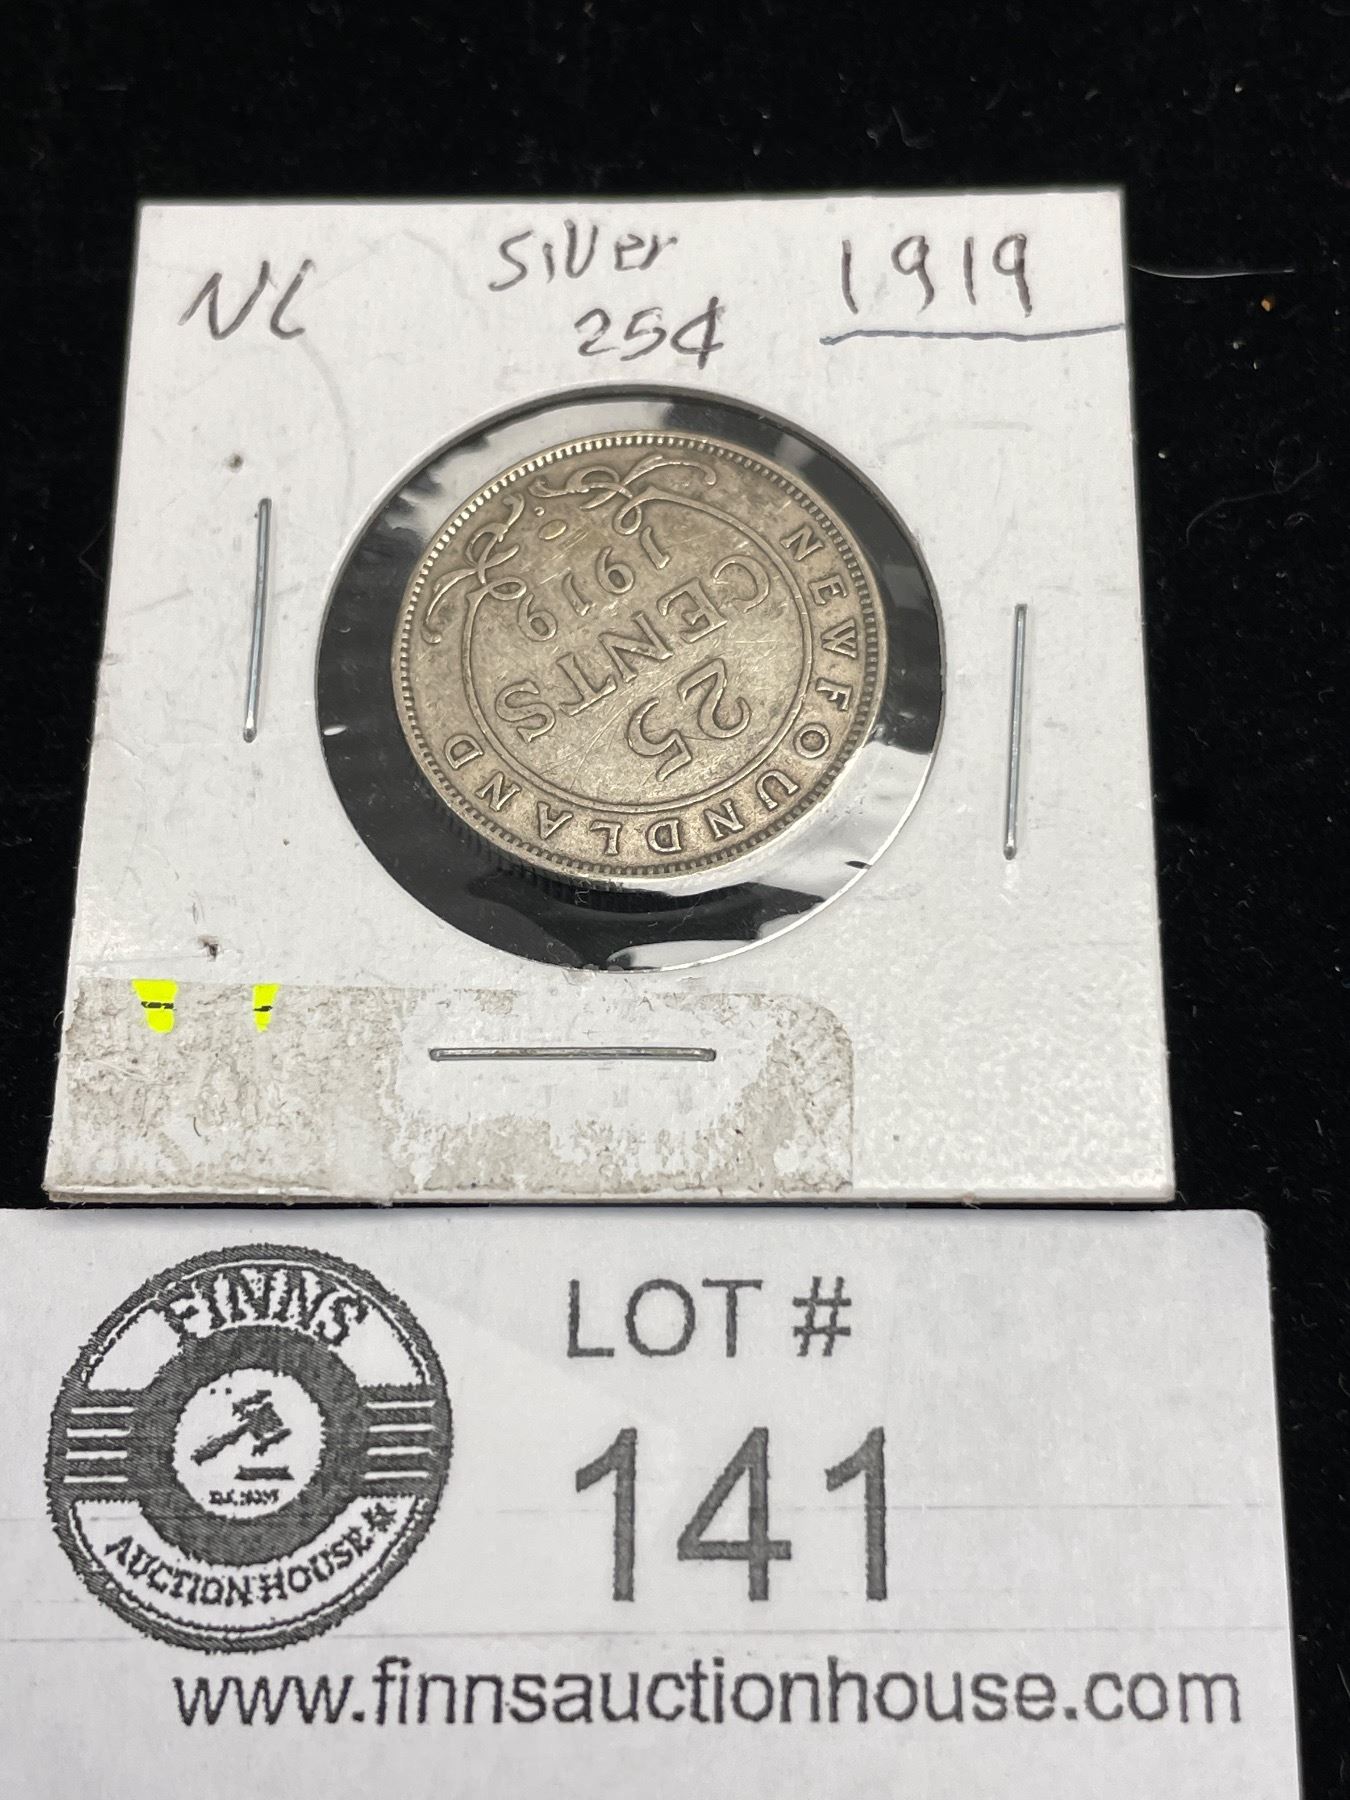 NL Silver 1919
25¢
NEWFOUNDLAND
25
CENTS
1919
FINNS
AUCTION HOUSE
LOT #
141
www.finnsauctionhouse.com